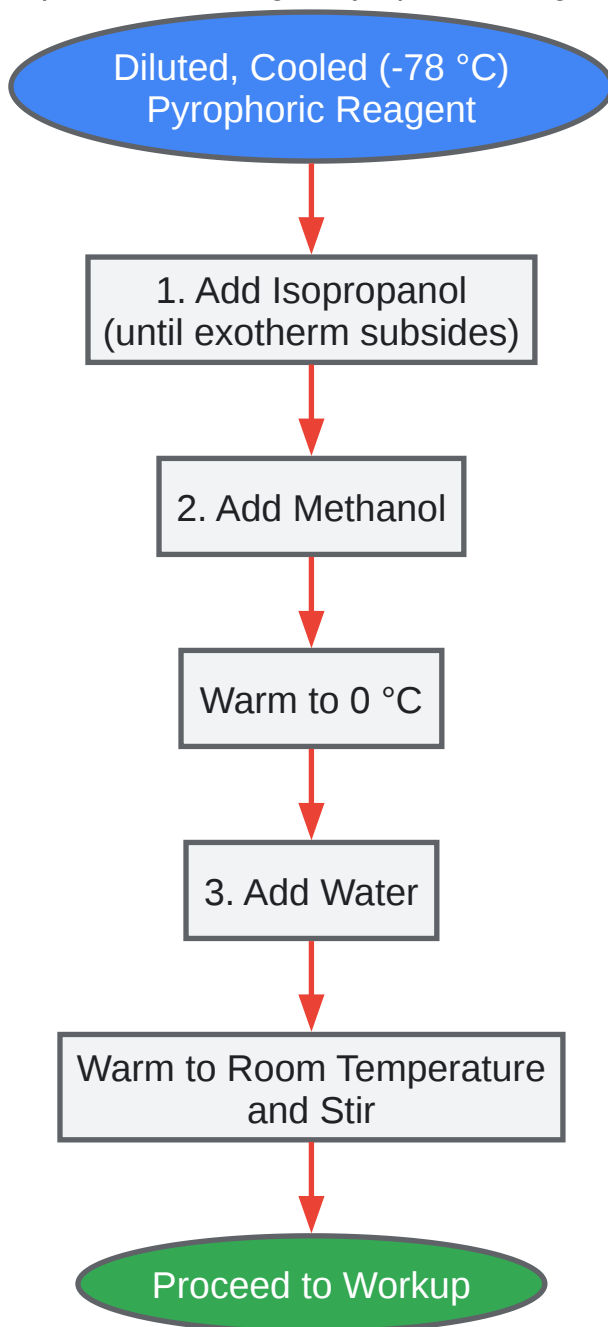 Diluted, Cooled (-78 °C)
Pyrophoric Reagent
1. Add Isopropanol
(until exotherm subsides)
2. Add Methanol
Warm to 0 °C
3. Add Water
Warm to Room Temperature
and Stir
Proceed to Workup